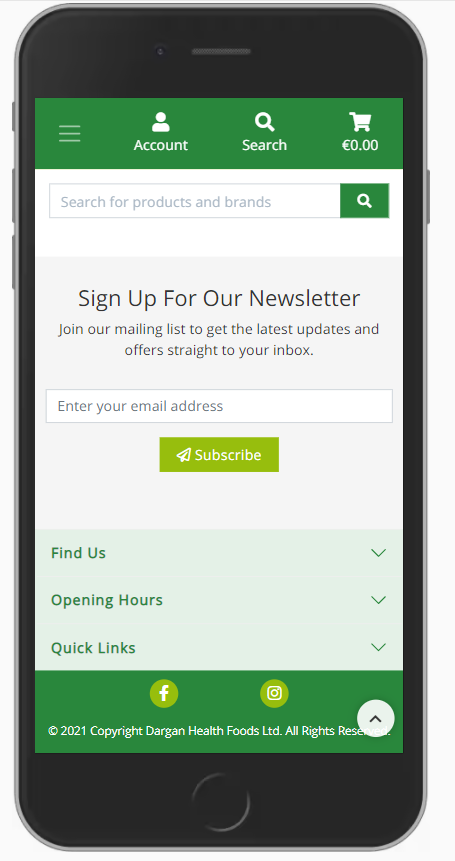 Account
Search
€0.00
Search for products and brands
Sign Up For Our Newsletter
Join our mailing list to get the latest updates and
offers straight to your inbox.
Enter your email address
Subscribe
Find Us
Opening Hours
Quick Links
© 2021 Copyright Dargan Health Foods Ltd. All Rights